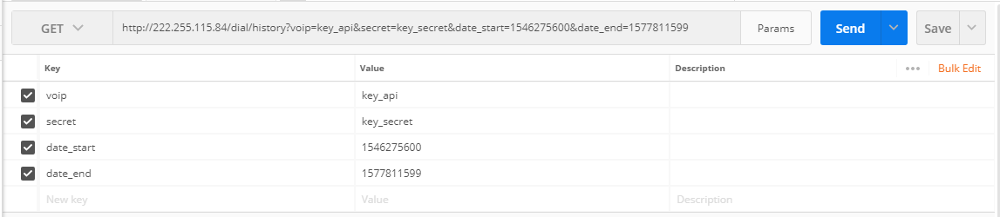 GET http://222.255.115.84/dial/history?voip=key_api&secret=key_secret&date_start=1546275600&date_end=1577811599 Params Send Save
Key Value Description ••• Bulk Edit
voip key_api
secret key_secret
date_start 1546275600
date_end 1577811599
New key Value Description